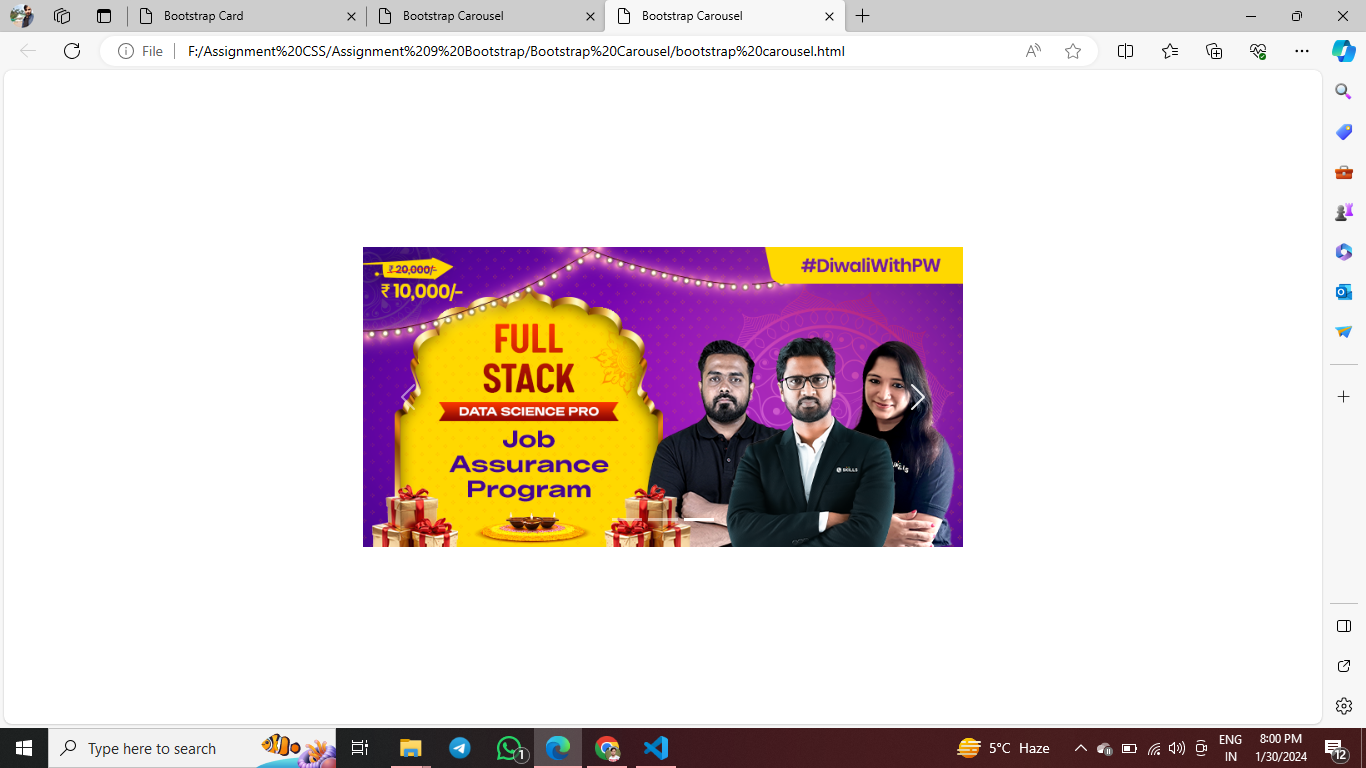 Bootstrap Card
Bootstrap Carousel
Bootstrap Carousel
File
F:/Assignment%20CSS/Assignment%209%20Bootstrap/Bootstrap%20Carousel/bootstrap%20carousel.html
₹ 20,000/-
₹ 10,000/-
#DiwaliWithPW
FULL
STACK
DATA SCIENCE PRO
Job
Assurance
Program
SKILLS
Type here to search
1
5°C Haze
ENG
IN
8:00 PM
1/30/2024
12